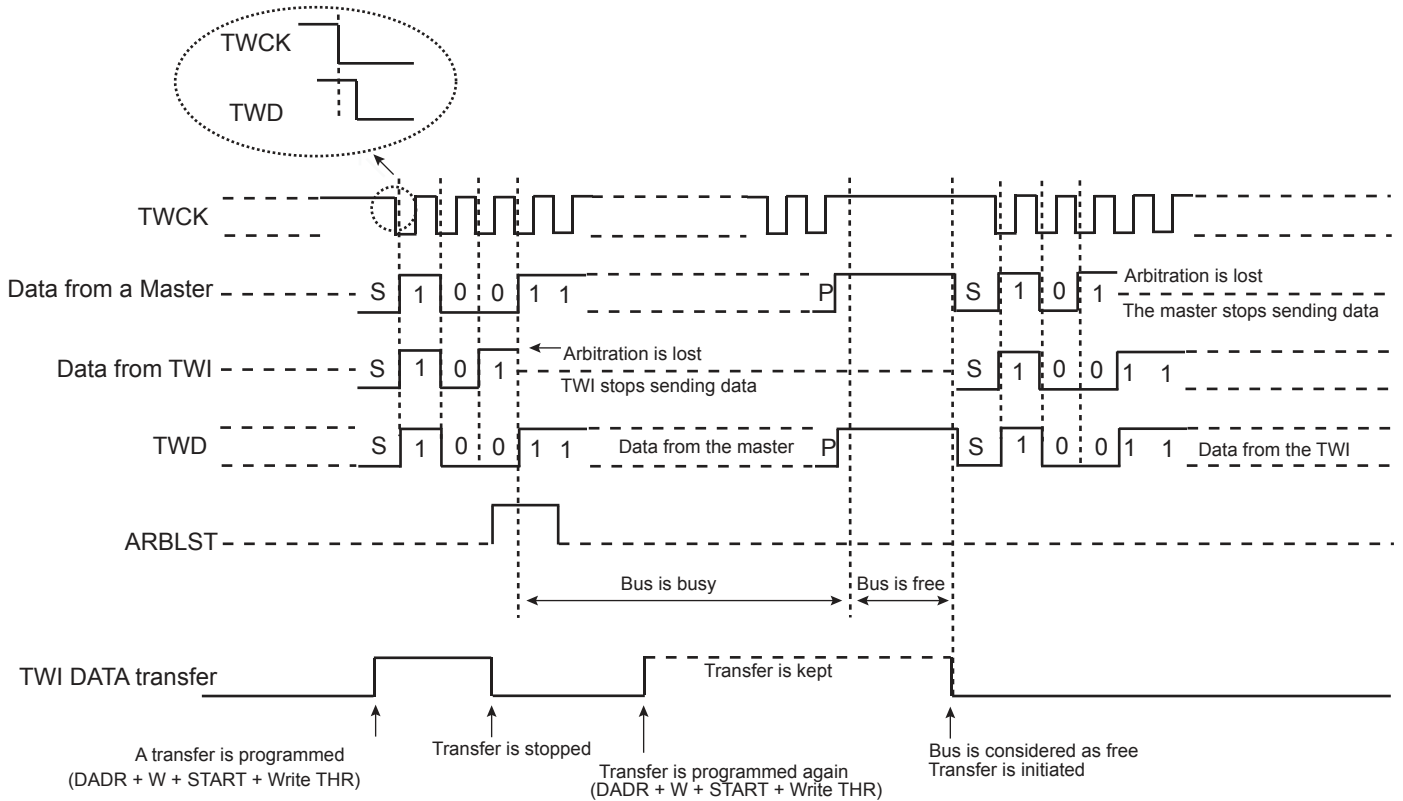 TWCK
TWD
TWCK
Data from a Master S 1 0 0 1 1 P S 1 0 1 Arbitration is lost
The master stops sending data
Data from TWI S 1 0 1 Arbitration is lost
TWI stops sending data
S 1 0 0 1 1
TWD S 1 0 0 1 1 Data from the master P S 1 0 0 1 1 Data from the TWI
ARBLST
Bus is busy Bus is free
TWI DATA transfer Transfer is kept
A transfer is programmed
(DADR + W + START + Write THR)
Transfer is stopped
Transfer is programmed again
(DADR + W + START + Write THR)
Bus is considered as free
Transfer is initiated